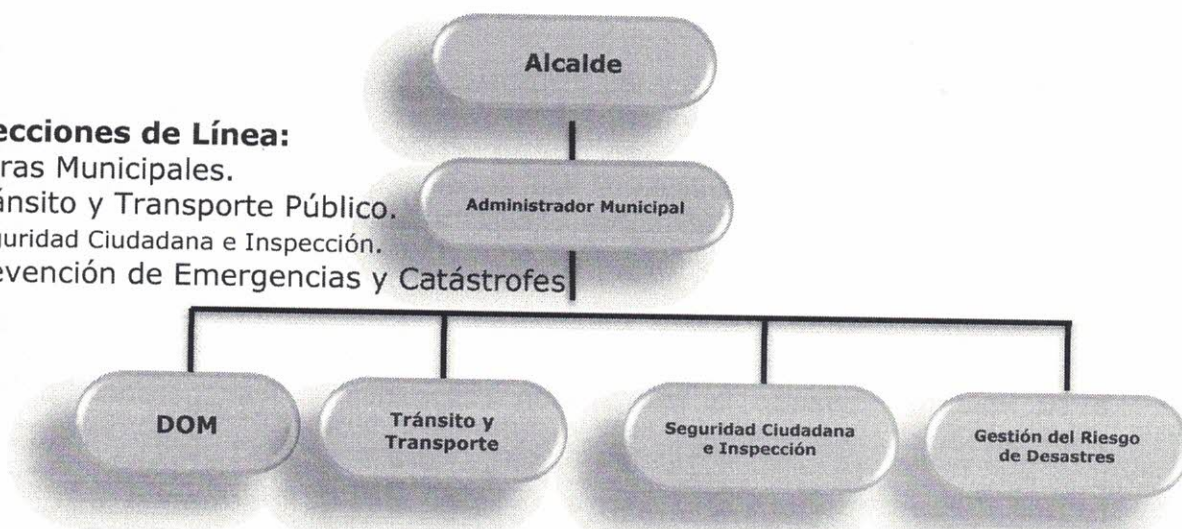 Alcalde
ecciones de Línea:
ras Municipales.
ánsito y Transporte Público.
guridad Ciudadana e Inspección.
evención de Emergencias y Catástrofes
Administrador Municipal
DOM
Tránsito y
Transporte
Seguridad Ciudadana
e Inspección
Gestión del Riesgo
de Desastres